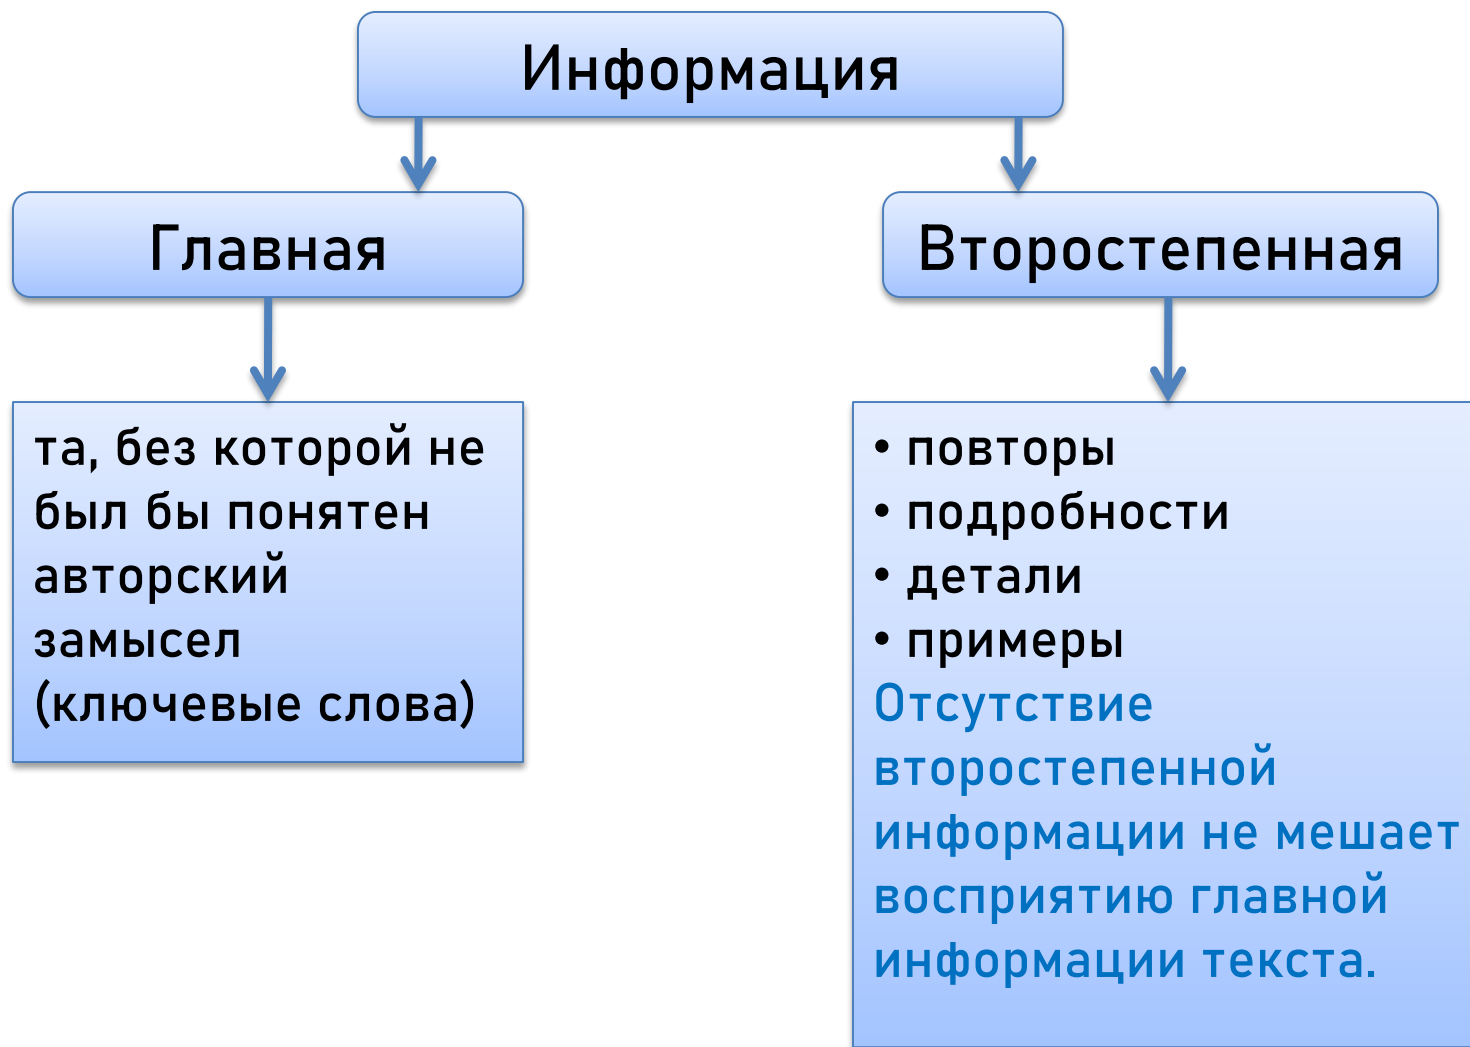 Информация
Главная
Второстепенная
та, без которой не
был бы понятен
авторский
замысел
(ключевые слова)
• повторы
• подробности
• детали
• примеры
Отсутствие
второстепенной
информации не мешает
восприятию главной
информации текста.